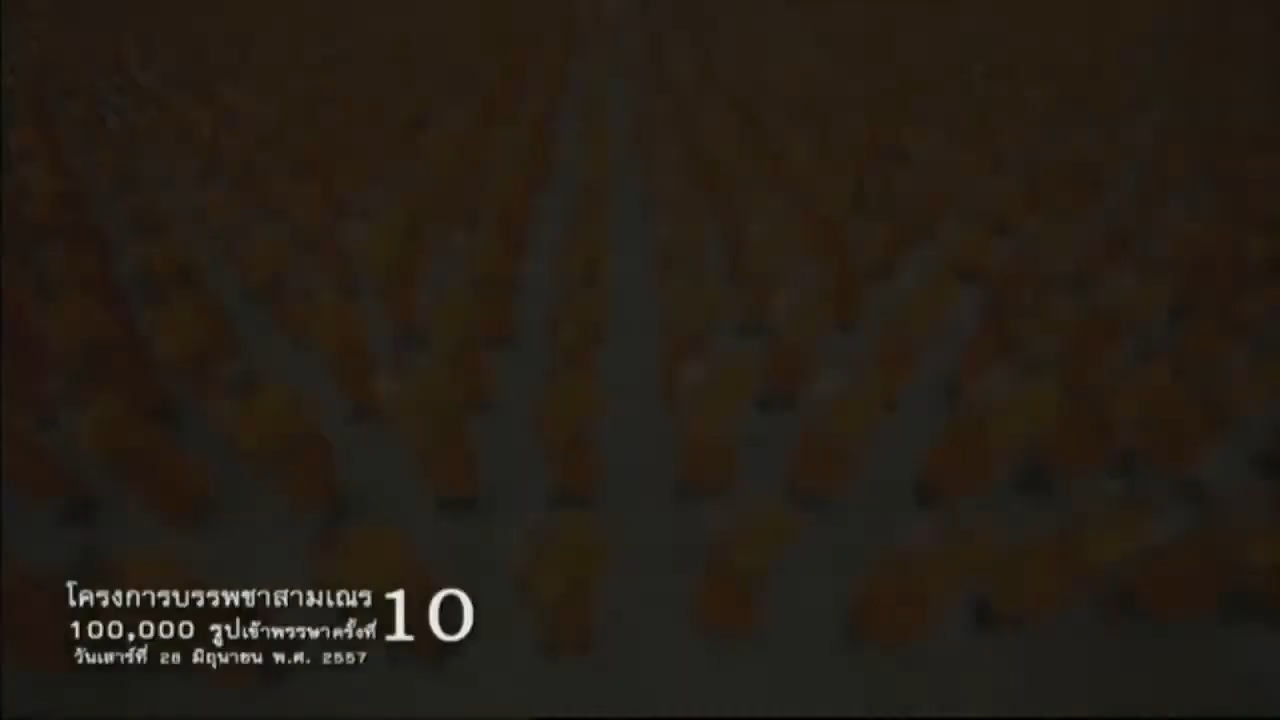 โครงการบรรพชาสามเณร
100,000 รูปเข้าพรรษาครั้งที่ 10
วันเสาร์ที่ 28 มิถุนายน พ.ศ. 2557